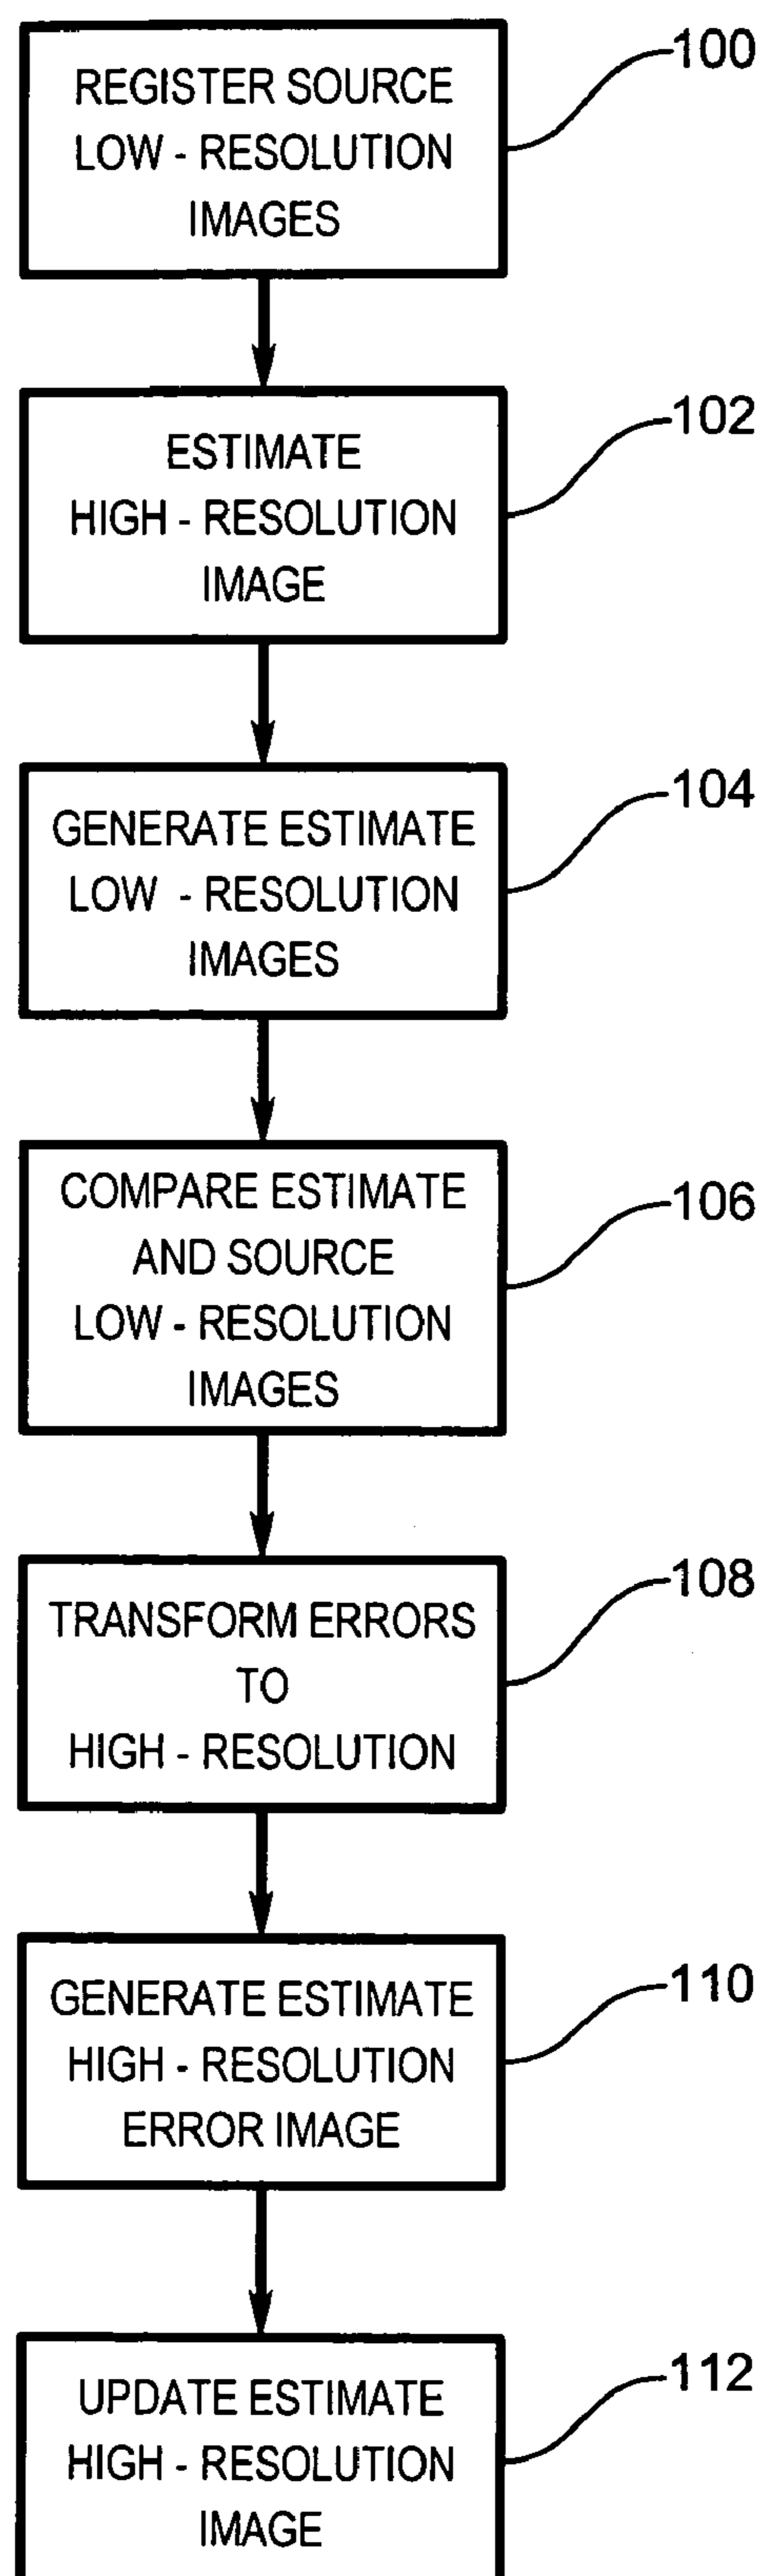 REGISTER SOURCE
LOW - RESOLUTION
IMAGES
100
ESTIMATE
HIGH - RESOLUTION
IMAGE
102
GENERATE ESTIMATE
LOW - RESOLUTION
IMAGES
104
COMPARE ESTIMATE
AND SOURCE
LOW - RESOLUTION
IMAGES
106
TRANSFORM ERRORS
TO
HIGH - RESOLUTION
108
GENERATE ESTIMATE
HIGH - RESOLUTION
ERROR IMAGE
110
UPDATE ESTIMATE
HIGH - RESOLUTION
IMAGE
112